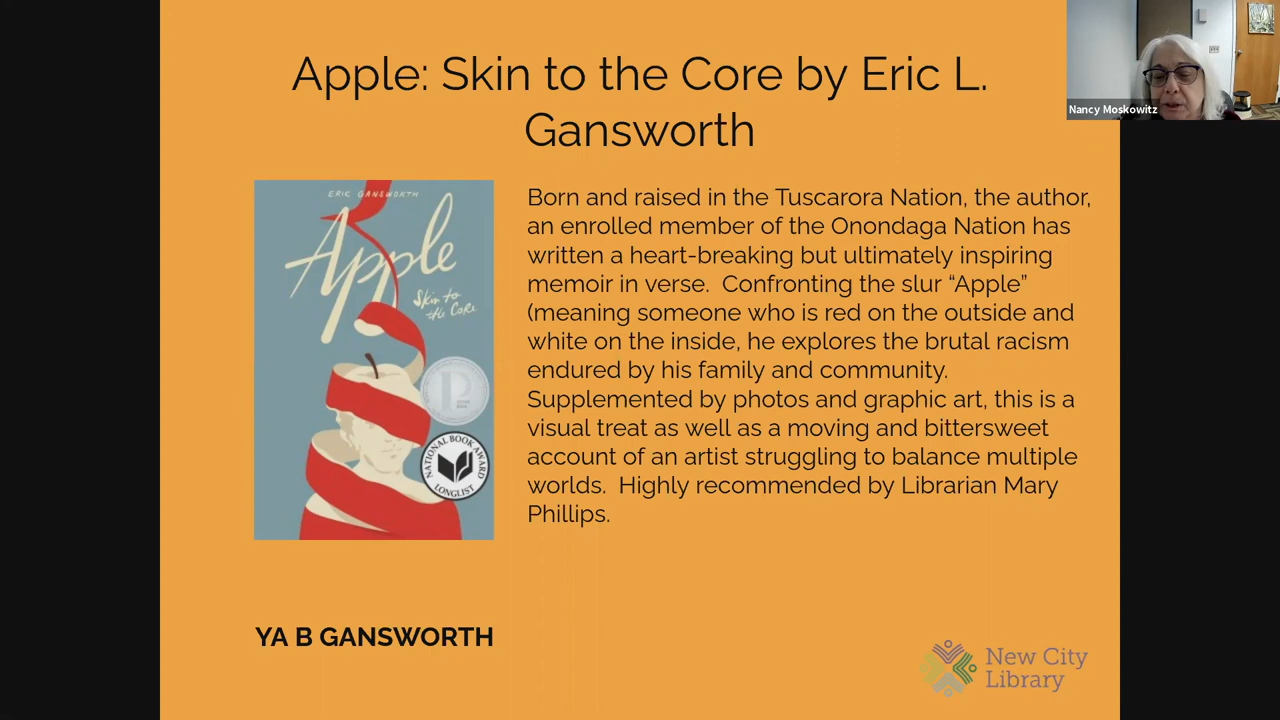 Apple: Skin to the Core by Eric L.
Gansworth
Nancy Moskowitz
ERIC GANSWORTH
Apple
Skin to
the Core
NATIONAL BOOK AWARD
LONGLIST
Born and raised in the Tuscarora Nation, the author,
an enrolled member of the Onondaga Nation has
written a heart-breaking but ultimately inspiring
memoir in verse.  Confronting the slur “Apple”
(meaning someone who is red on the outside and
white on the inside, he explores the brutal racism
endured by his family and community.
Supplemented by photos and graphic art, this is a
visual treat as well as a moving and bittersweet
account of an artist struggling to balance multiple
worlds.  Highly recommended by Librarian Mary
Phillips.
YA B GANSWORTH
New City
Library